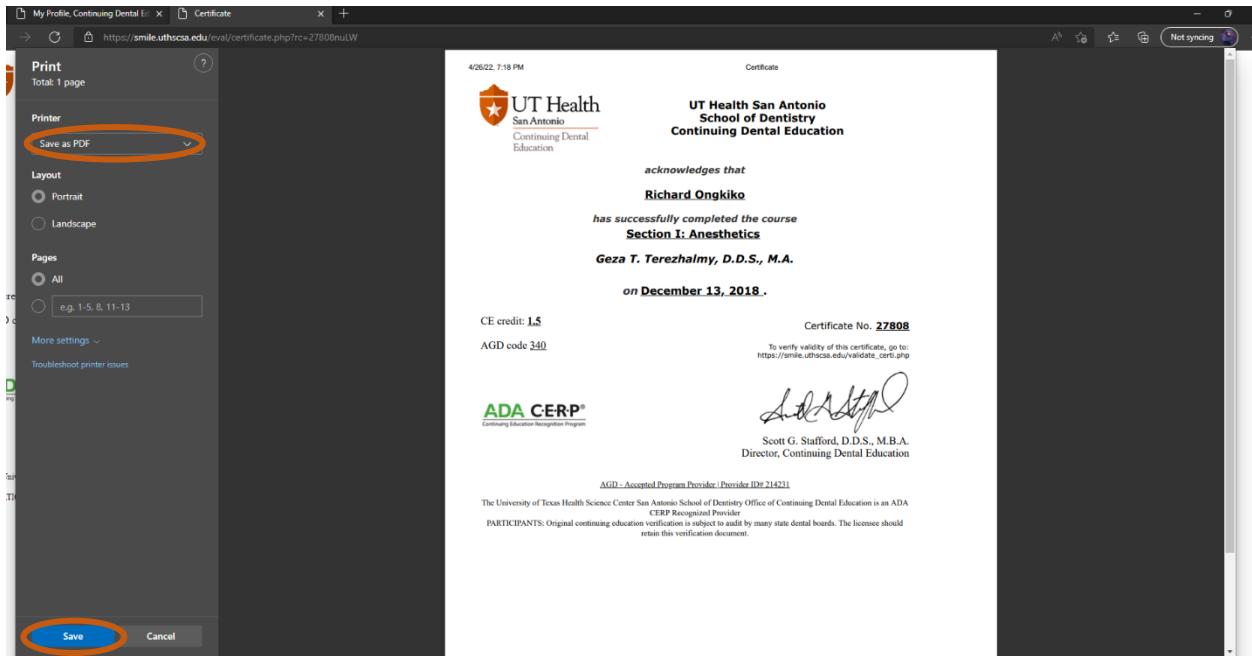 My Profile, Continuing Dental Ed
Certificate
https://smile.uthscsa.edu/eval/certificate.php?rc=27808nuLW
Not syncing
Print
Total: 1 page
?
Printer
Save as PDF
Layout
Portrait
Landscape
Pages
All
e.g. 1-5, 8, 11-13
More settings
Troubleshoot printer issues
Save
Cancel
4/26/22, 7:18 PM
Certificate
UT Health
San Antonio
Continuing Dental
Education
UT Health San Antonio
School of Dentistry
Continuing Dental Education
acknowledges that
Richard Ongkiko
has successfully completed the course
Section I: Anesthetics
Geza T. Terezhalmy, D.D.S., M.A.
on December 13, 2018 .
CE credit: 1.5
Certificate No. 27808
AGD code 340
To verify validity of this certificate, go to:
https://smile.uthscsa.edu/validate_certi.php
ADA C·E·R·P®
Continuing Education Recognition Program
Scott G. Stafford, D.D.S., M.B.A.
Director, Continuing Dental Education
AGD - Accepted Program Provider | Provider ID# 214231
The University of Texas Health Science Center San Antonio School of Dentistry Office of Continuing Dental Education is an ADA
CERP Recognized Provider
PARTICIPANTS: Original continuing education verification is subject to audit by many state dental boards. The licensee should
retain this verification document.